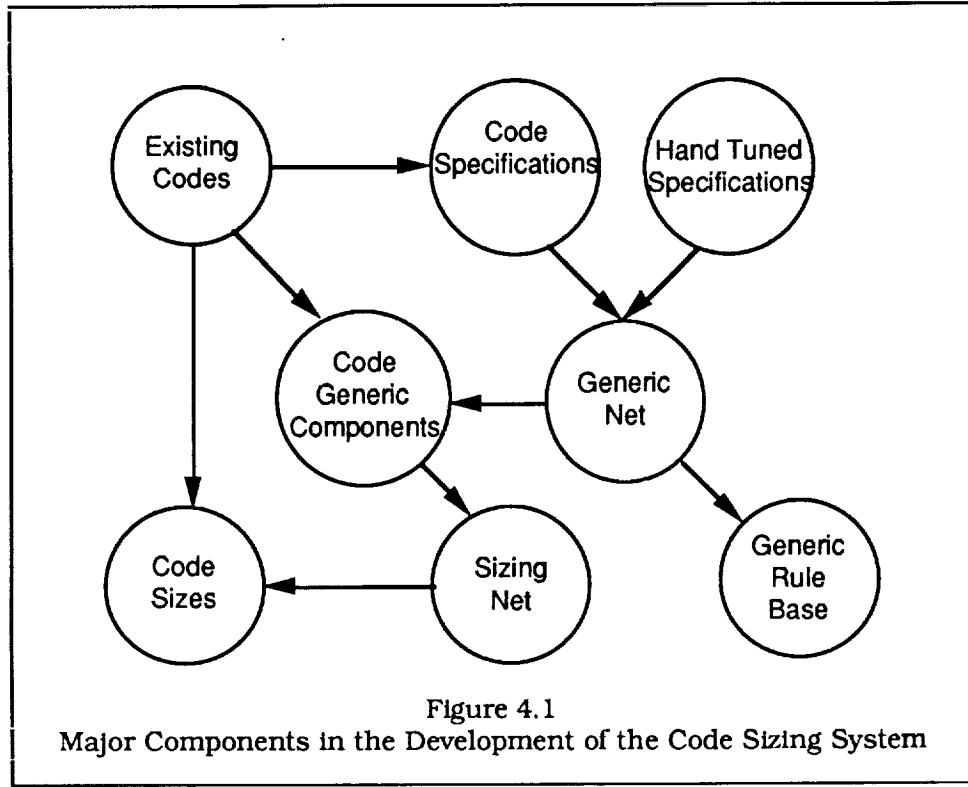 Existing
Codes
Code
Specifications
Hand Tuned
Specifications
Code
Generic
Components
Generic
Net
Code
Sizes
Sizing
Net
Generic
Rule
Base
Figure 4.1
Major Components in the Development of the Code Sizing System